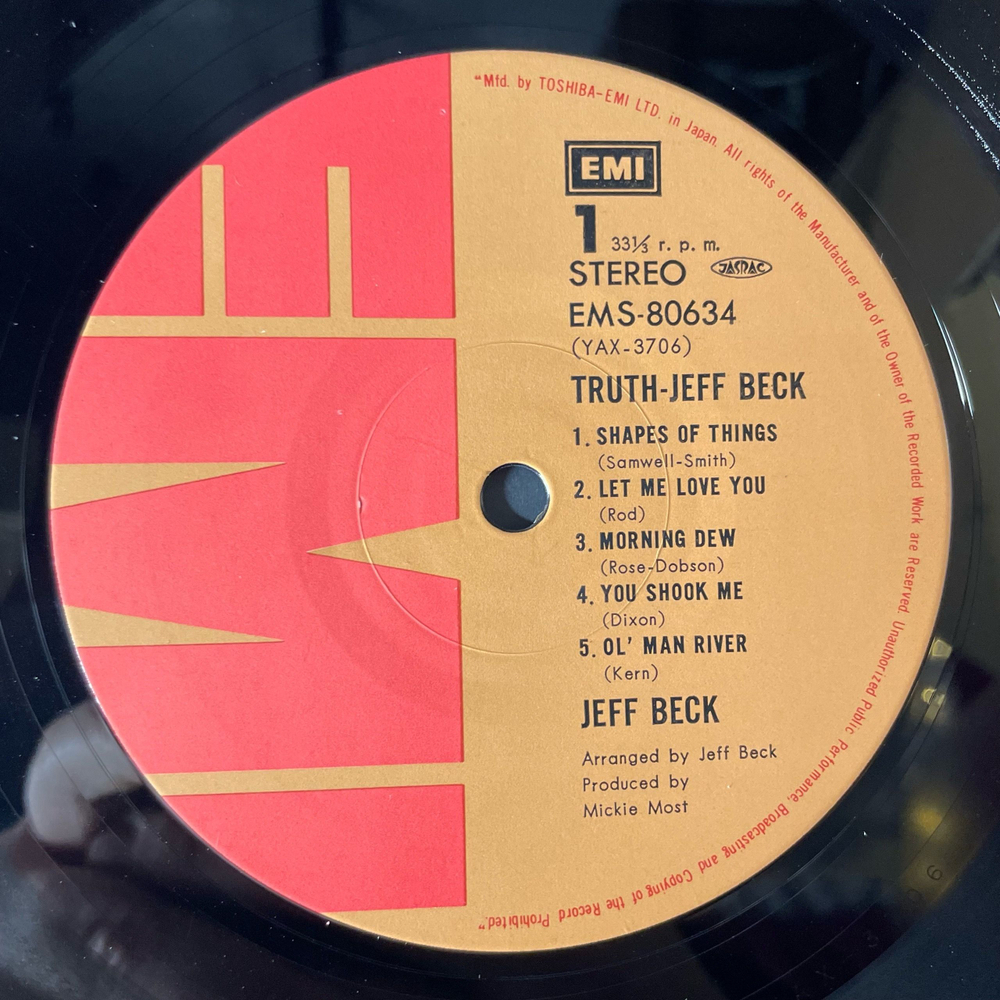 "Mfd. by TOSHIBA-EMI LTD. in Japan. All rights of the Manufacturer and of the Owner of the Recorded Work are Reserved. Unauthorized Public Performance, Broadcasting and Copying of the Record Prohibited."
EMI
EMI
1 33⅓ r. p. m.
STEREO JASRAC
EMS-80634
(YAX-3706)
TRUTH-JEFF BECK
1. SHAPES OF THINGS
(Samwell-Smith)
2. LET ME LOVE YOU
(Rod)
3. MORNING DEW
(Rose-Dobson)
4. YOU SHOOK ME
(Dixon)
5. OL' MAN RIVER
(Kern)
JEFF BECK
Arranged by Jeff Beck
Produced by
Mickie Most